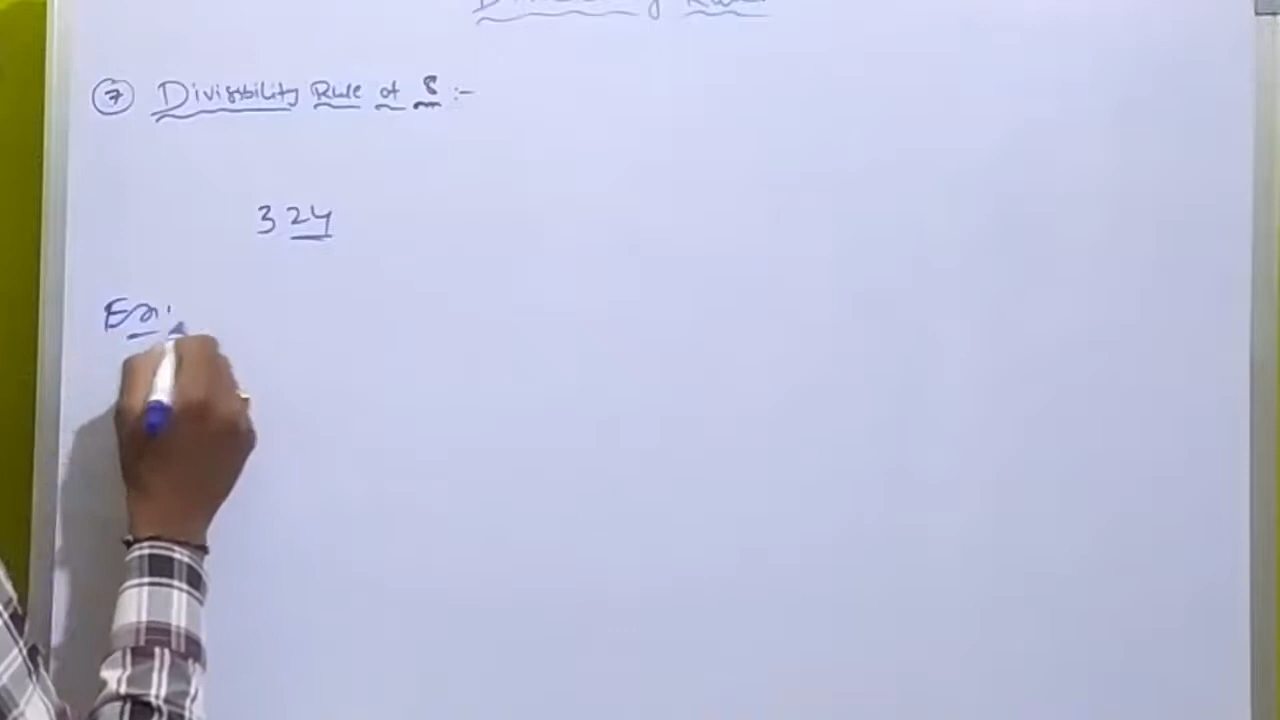 ⑦ Divisibility Rule of 8 :-
324
Ex: